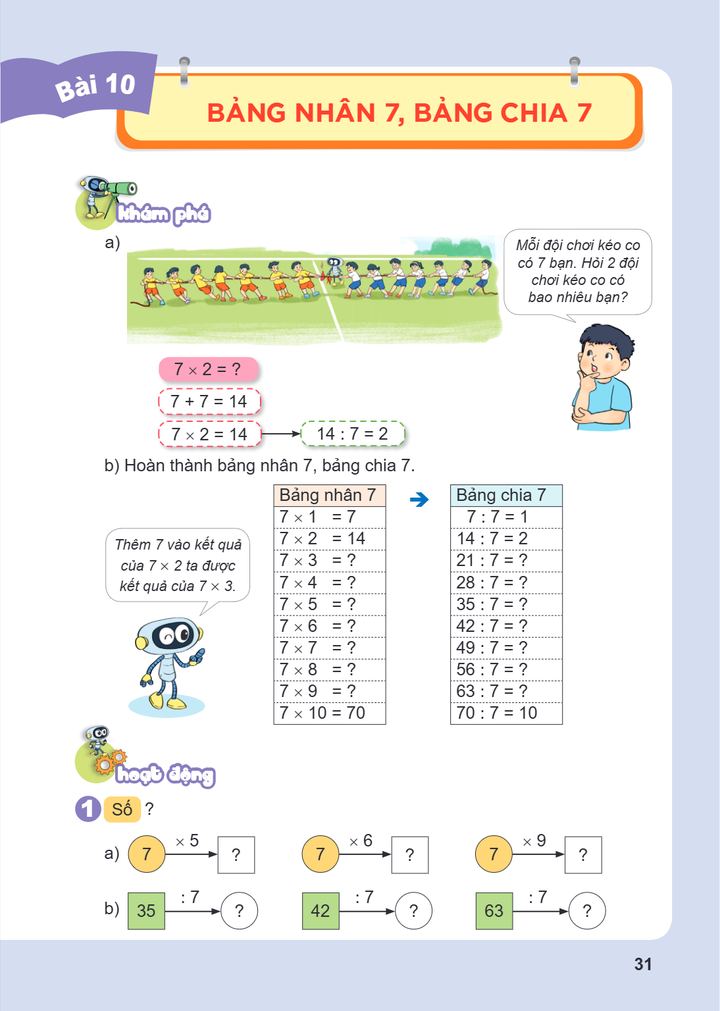 Bài 10
BẢNG NHÂN 7, BẢNG CHIA 7
khám phá
a)
Mỗi đội chơi kéo co
có 7 bạn. Hỏi 2 đội
chơi kéo co có
bao nhiêu bạn?
7 × 2 = ?
7 + 7 = 14
7 × 2 = 14 → 14 : 7 = 2
b) Hoàn thành bảng nhân 7, bảng chia 7.
Thêm 7 vào kết quả
của 7 × 2 ta được
kết quả của 7 × 3.
Bảng nhân 7 → Bảng chia 7
7 × 1 = 7 7 : 7 = 1
7 × 2 = 14 14 : 7 = 2
7 × 3 = ? 21 : 7 = ?
7 × 4 = ? 28 : 7 = ?
7 × 5 = ? 35 : 7 = ?
7 × 6 = ? 42 : 7 = ?
7 × 7 = ? 49 : 7 = ?
7 × 8 = ? 56 : 7 = ?
7 × 9 = ? 63 : 7 = ?
7 × 10 = 70 70 : 7 = 10
hoạt động
1 Số ?
a) 7 × 5 → ? 7 × 6 → ? 7 × 9 → ?
b) 35 : 7 → ? 42 : 7 → ? 63 : 7 → ?
31